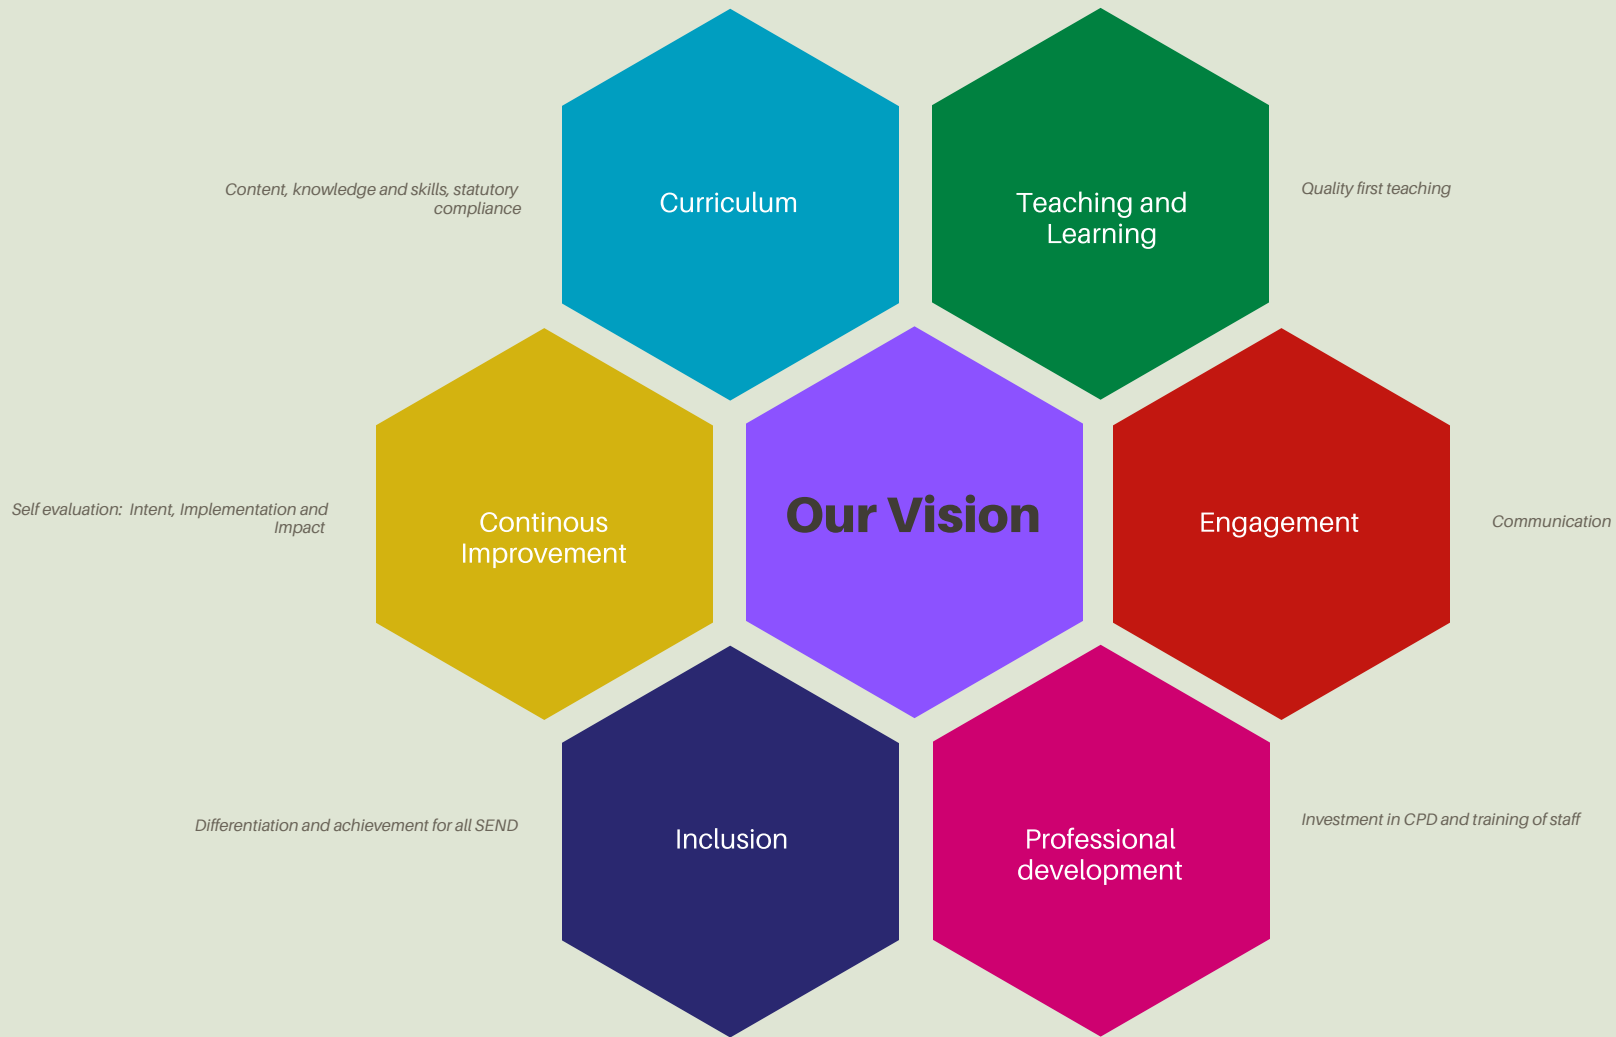 Content, knowledge and skills, statutory
compliance
Curriculum
Teaching and
Learning
Quality first teaching
Self evaluation: Intent, Implementation and
Impact
Continous
Improvement
Our Vision
Engagement
Communication
Differentiation and achievement for all SEND
Inclusion
Professional
development
Investment in CPD and training of staff